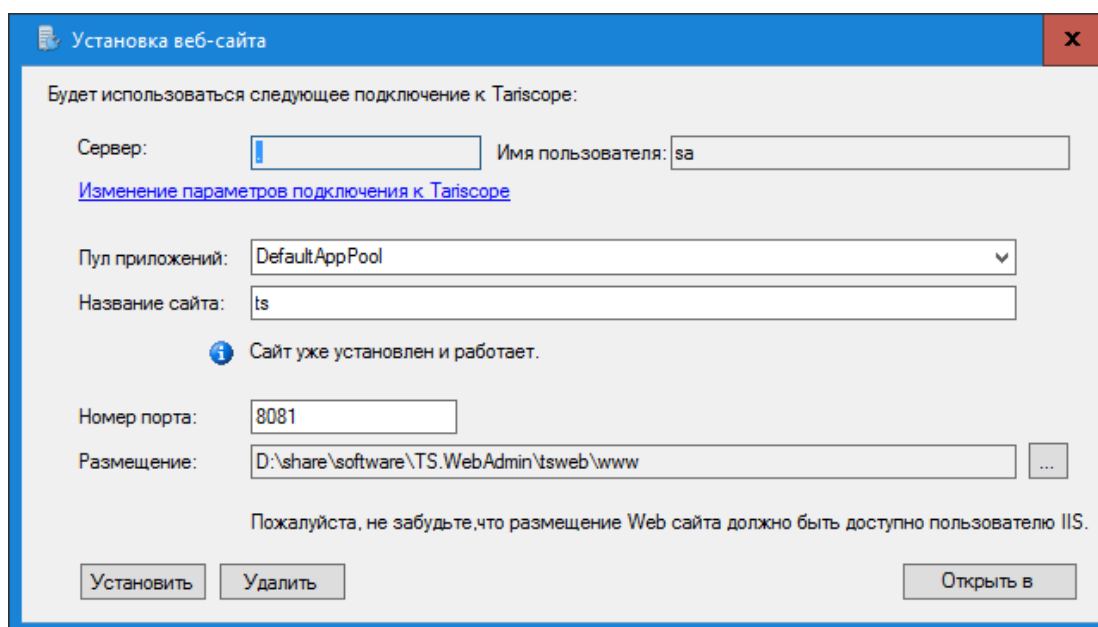 Установка веб-сайта
x
Будет использоваться следующее подключение к Tariscope:
Сервер: . Имя пользователя: sa
Изменение параметров подключения к Tariscope
Пул приложений: DefaultAppPool
Название сайта: ts
Сайт уже установлен и работает.
Номер порта: 8081
Размещение: D:\share\software\TS.WebAdmin\tsweb\www ...
Пожалуйста, не забудьте,что размещение Web сайта должно быть доступно пользователю IIS.
Установить Удалить Открыть в